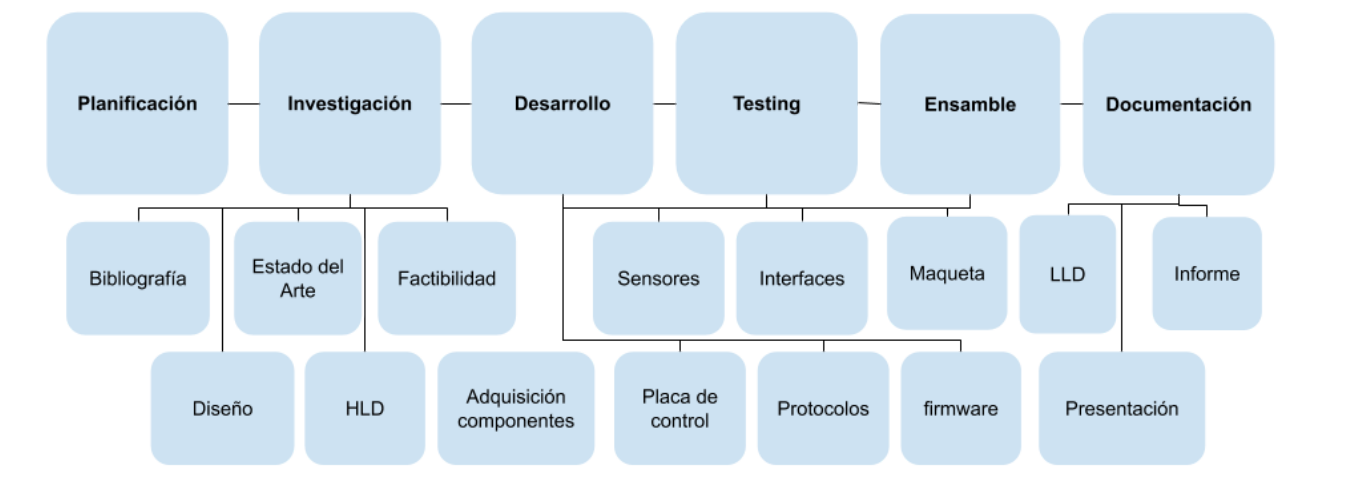 Planificación
Investigación
Desarrollo
Testing
Ensamble
Documentación
Bibliografía
Estado del
Arte
Factibilidad
Sensores
Interfaces
Maqueta
LLD
Informe
Diseño
HLD
Adquisición
componentes
Placa de
control
Protocolos
firmware
Presentación